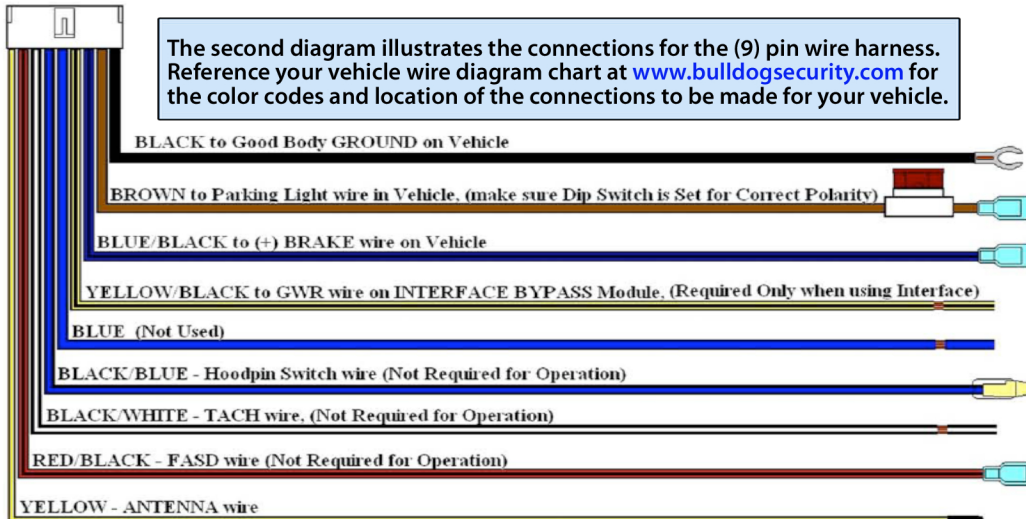 The second diagram illustrates the connections for the (9) pin wire harness.
Reference your vehicle wire diagram chart at www.bulldogsecurity.com for
the color codes and location of the connections to be made for your vehicle.
BLACK to Good Body GROUND on Vehicle
BROWN to Parking Light wire in Vehicle, (make sure Dip Switch is Set for Correct Polarity)
BLUE/BLACK to (+) BRAKE wire on Vehicle
YELLOW/BLACK to GWR wire on INTERFACE BYPASS Module, (Required Only when using Interface)
BLUE (Not Used)
BLACK/BLUE - Hoodpin Switch wire (Not Required for Operation)
BLACK/WHITE - TACH wire, (Not Required for Operation)
RED/BLACK - FASD wire (Not Required for Operation)
YELLOW - ANTENNA wire